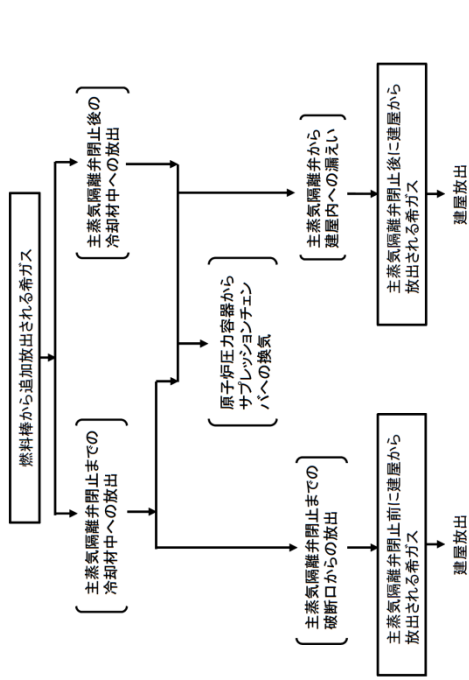 燃料棒から追加放出される希ガス
主蒸気隔離弁閉止までの
冷却材中への放出
主蒸気隔離弁閉止後の
冷却材中への放出
原子炉圧力容器から
サプレッションチェン
バへの換気
主蒸気隔離弁閉止までの
破断口からの放出
主蒸気隔離弁から
建屋内への漏えい
主蒸気隔離弁閉止前に建屋から
放出される希ガス
主蒸気隔離弁閉止後に建屋から
放出される希ガス
建屋放出
建屋放出